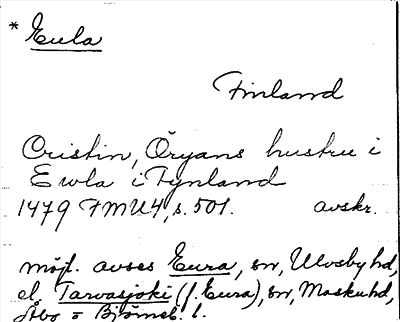 * Eula
Finland
Cristin, Öryans hustru i
Ewla i Fynland
1479 FMU4, s. 501. avskr.
möjl. avses Eura, sn, Ulvsby hd,
el. Tarvasjoki (f. Eura), sn, Maskuhd,
Åbo o Björneb. l.